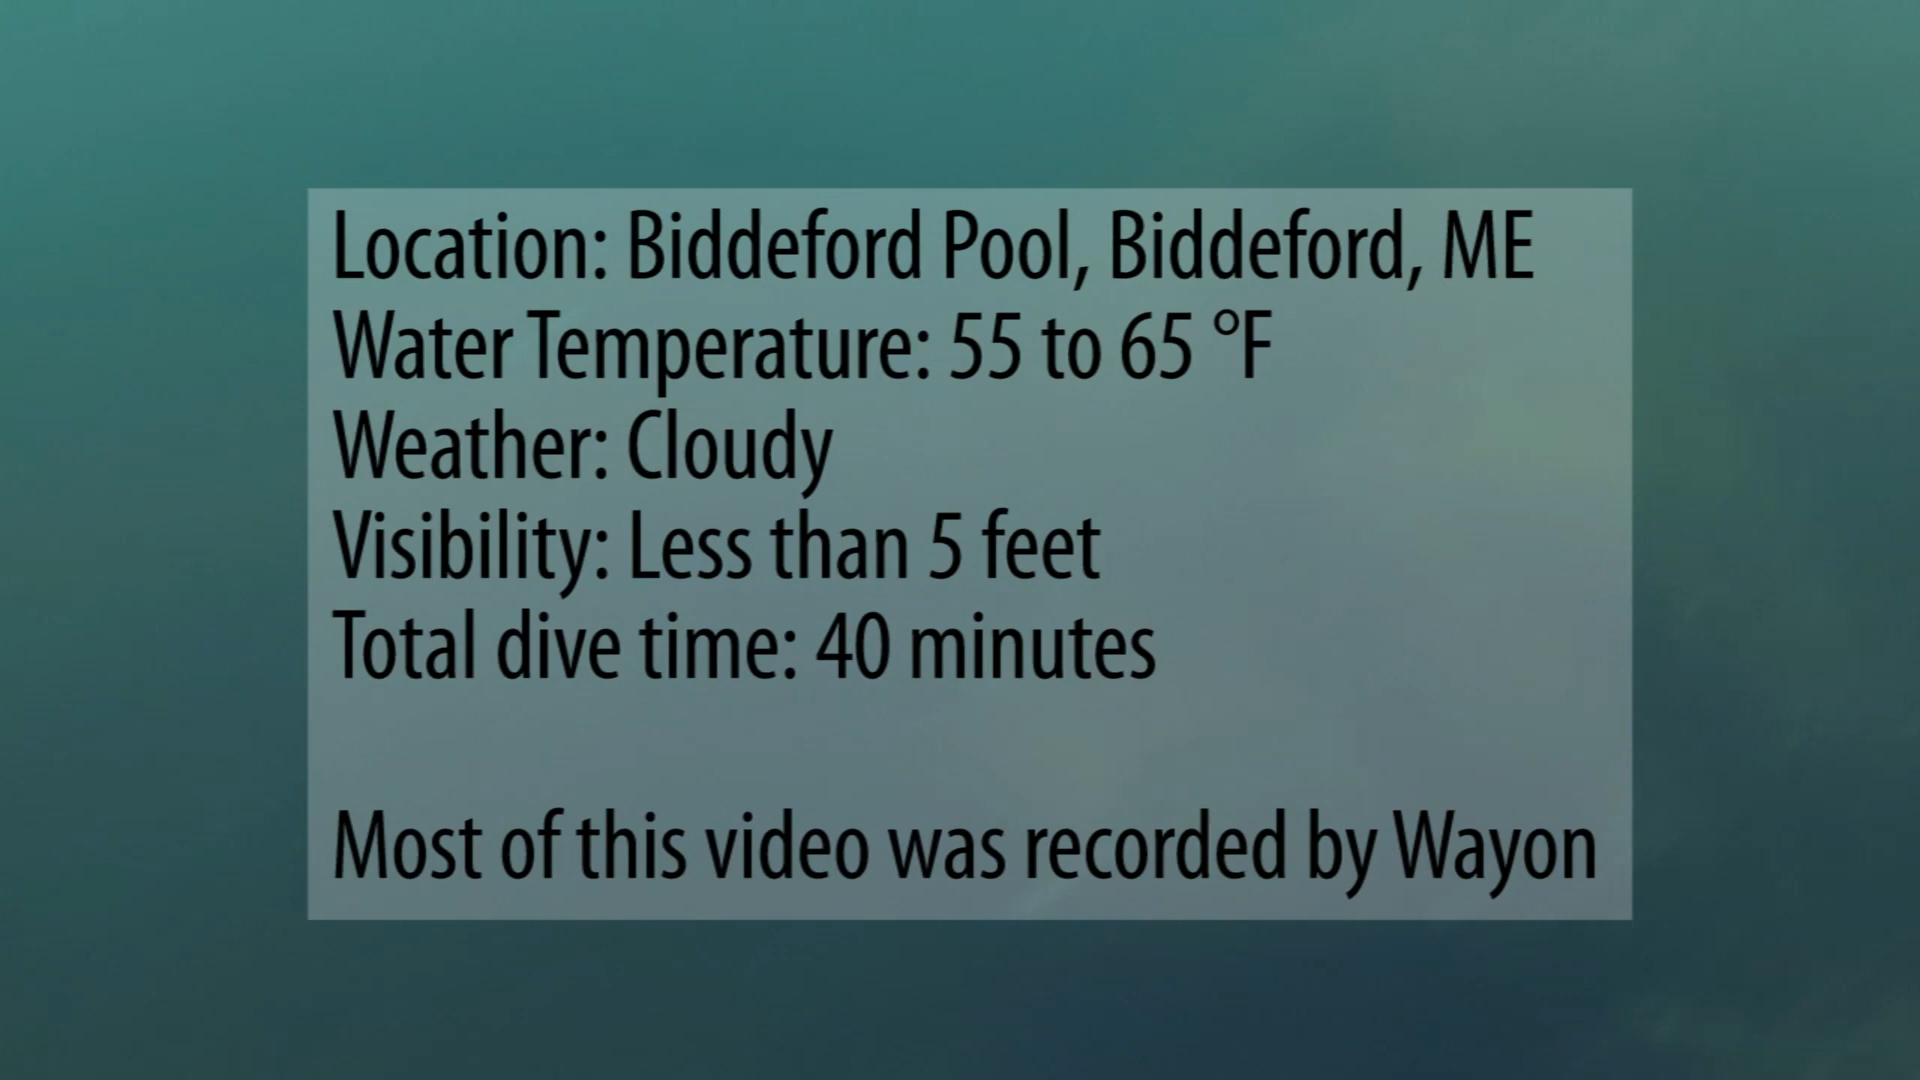 Location: Biddeford Pool, Biddeford, ME
Water Temperature: 55 to 65 °F
Weather: Cloudy
Visibility: Less than 5 feet
Total dive time: 40 minutes
Most of this video was recorded by Wayon